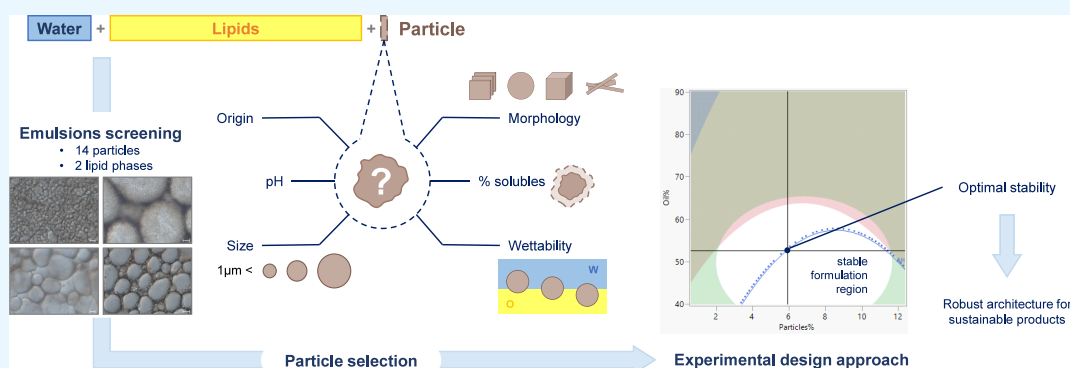 Water + Lipids + Particle
Emulsions screening
• 14 particles
• 2 lipid phases
Origin
pH
Size
1µm <
?
Morphology
% solubles
Wettability
W
O
Particle selection
90
80
70
60
50
40
Oil%
2 4 6 8 10 12
Particles%
stable
formulation
region
Optimal stability
Robust architecture for
sustainable products
Experimental design approach